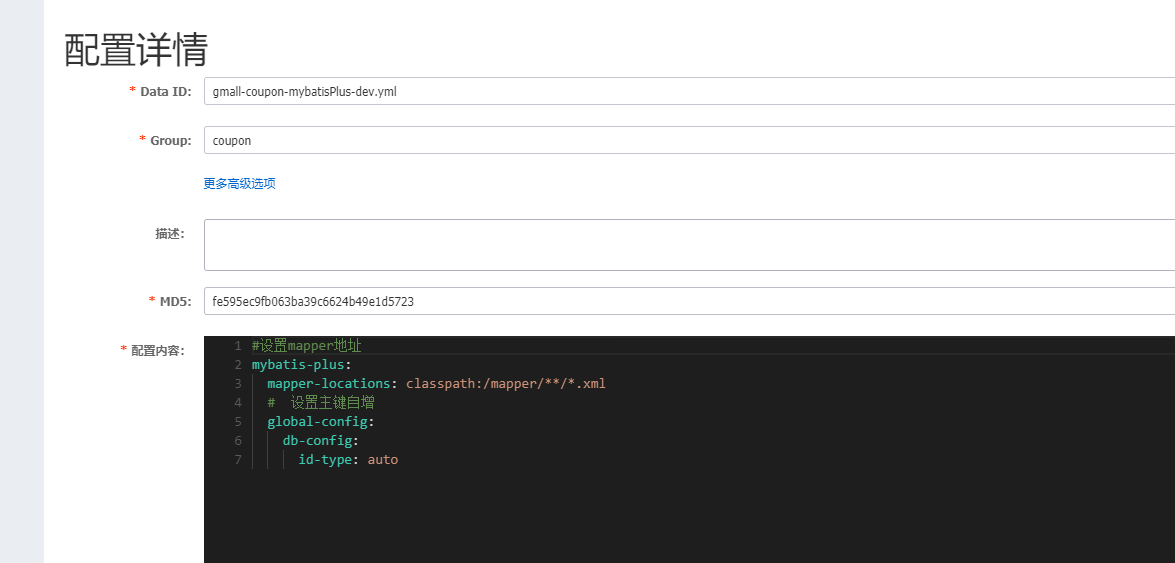 配置详情
* Data ID: gmall-coupon-mybatisPlus-dev.yml
* Group: coupon
更多高级选项
描述:
* MD5: fe595ec9fb063ba39c6624b49e1d5723
* 配置内容:
1 #设置mapper地址
2 mybatis-plus:
3 mapper-locations: classpath:/mapper/**/*.xml
4 # 设置主键自增
5 global-config:
6 db-config:
7 id-type: auto